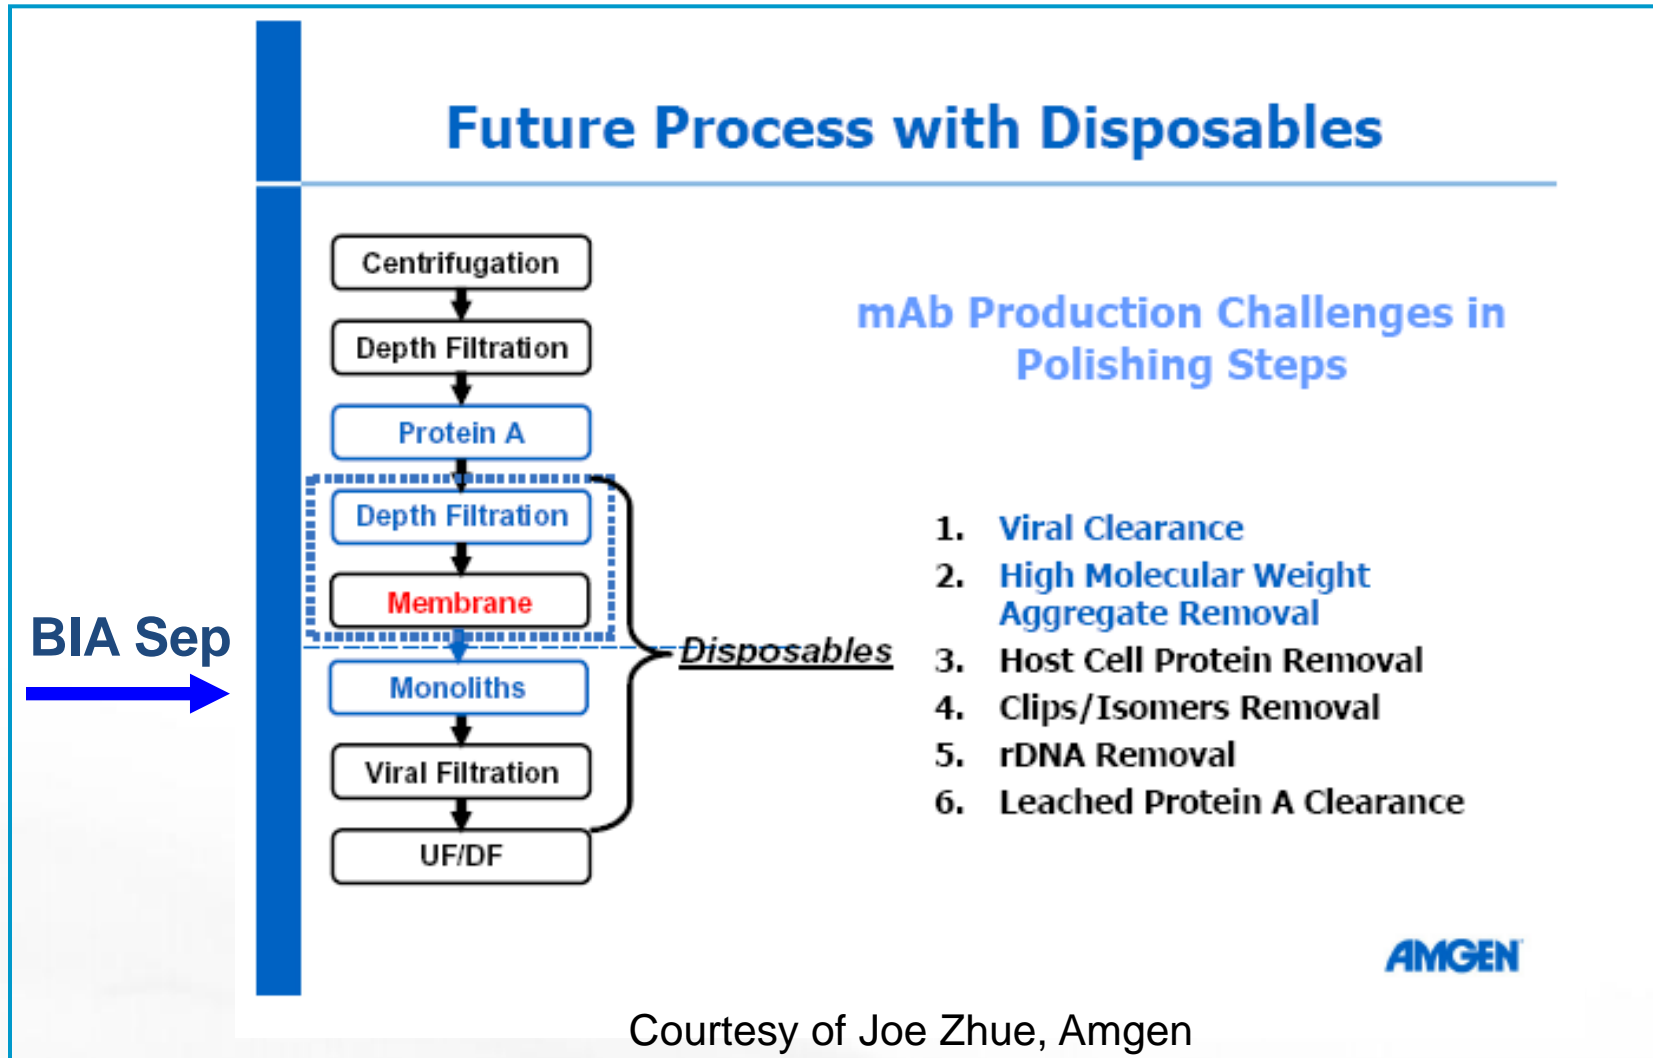 Future Process with Disposables
Centrifugation
Depth Filtration
Protein A
Depth Filtration
Membrane
Monoliths
Viral Filtration
UF/DF
BIA Sep
Disposables
mAb Production Challenges in
Polishing Steps
1. Viral Clearance
2. High Molecular Weight
Aggregate Removal
3. Host Cell Protein Removal
4. Clips/Isomers Removal
5. rDNA Removal
6. Leached Protein A Clearance
AMGEN
Courtesy of Joe Zhue, Amgen